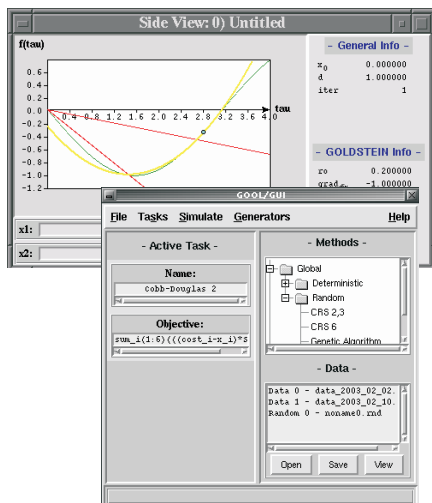 Side View: 0) Untitled
f(tau)
0.6
0.4
0.2
0.0
-0.2
-0.4
-0.6
-0.8
-1.0
-1.2
0.4 0.8 1.2 1.6 2.0 2.4 2.8 3.2 3.6 4.0
tau
- General Info -
x0 0.000000
d 1.000000
iter 1
- GOLDSTEIN Info -
ro 0.200000
-1.000000
x1:
x2:
GOOL/GUI
File Tasks Simulate Generators Help
- Active Task -
Name:
Cobb-Douglas 2
Objective:
sum_i(1:6)(((cost_i-x_i)*S
- Methods -
Global
Deterministic
Random
CRS 2,3
CRS 6
Genetic Algorithm
- Data -
Data 0 - data_2003_02_02.
Data 1 - data_2003_02_10.
Random 0 - noname0.rnd
Open Save View